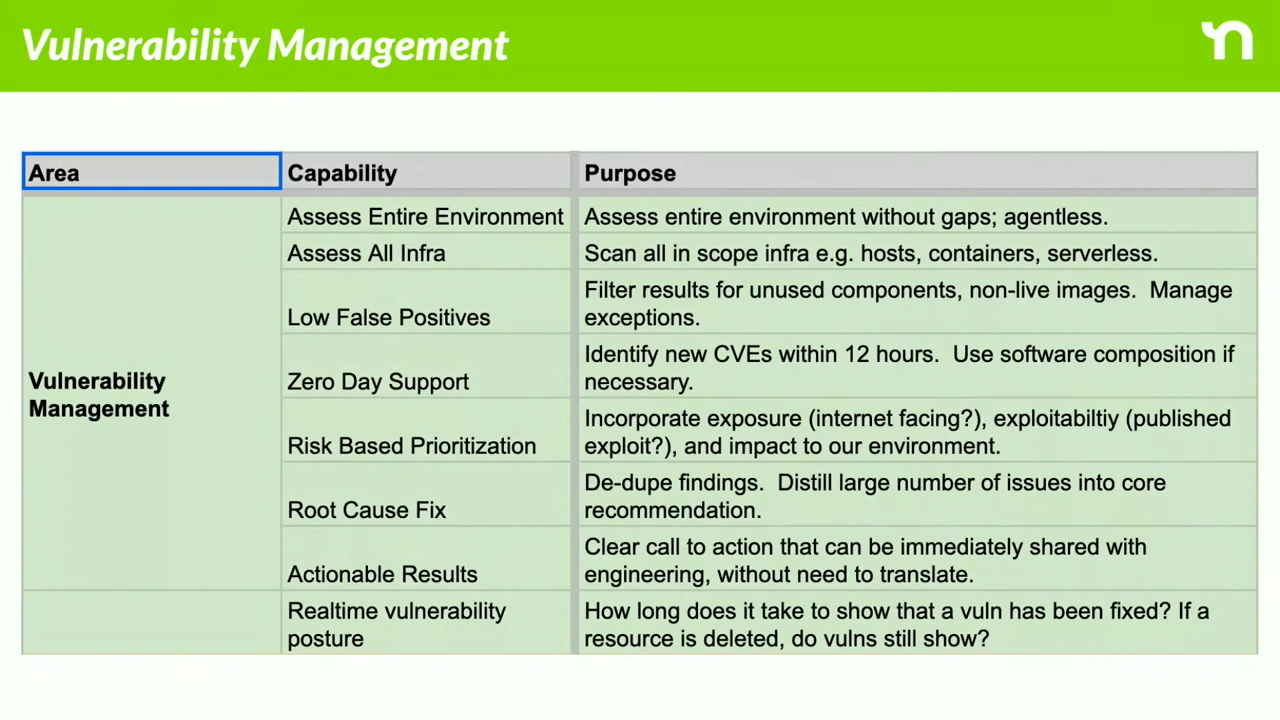 Vulnerability Management
Area
Capability
Purpose
Vulnerability
Management
Assess Entire Environment
Assess entire environment without gaps; agentless.
Assess All Infra
Scan all in scope infra e.g. hosts, containers, serverless.
Low False Positives
Filter results for unused components, non-live images.  Manage
exceptions.
Zero Day Support
Identify new CVEs within 12 hours.  Use software composition if
necessary.
Risk Based Prioritization
Incorporate exposure (internet facing?), exploitabiltiy (published
exploit?), and impact to our environment.
Root Cause Fix
De-dupe findings.  Distill large number of issues into core
recommendation.
Actionable Results
Clear call to action that can be immediately shared with
engineering, without need to translate.
Realtime vulnerability
posture
How long does it take to show that a vuln has been fixed? If a
resource is deleted, do vulns still show?